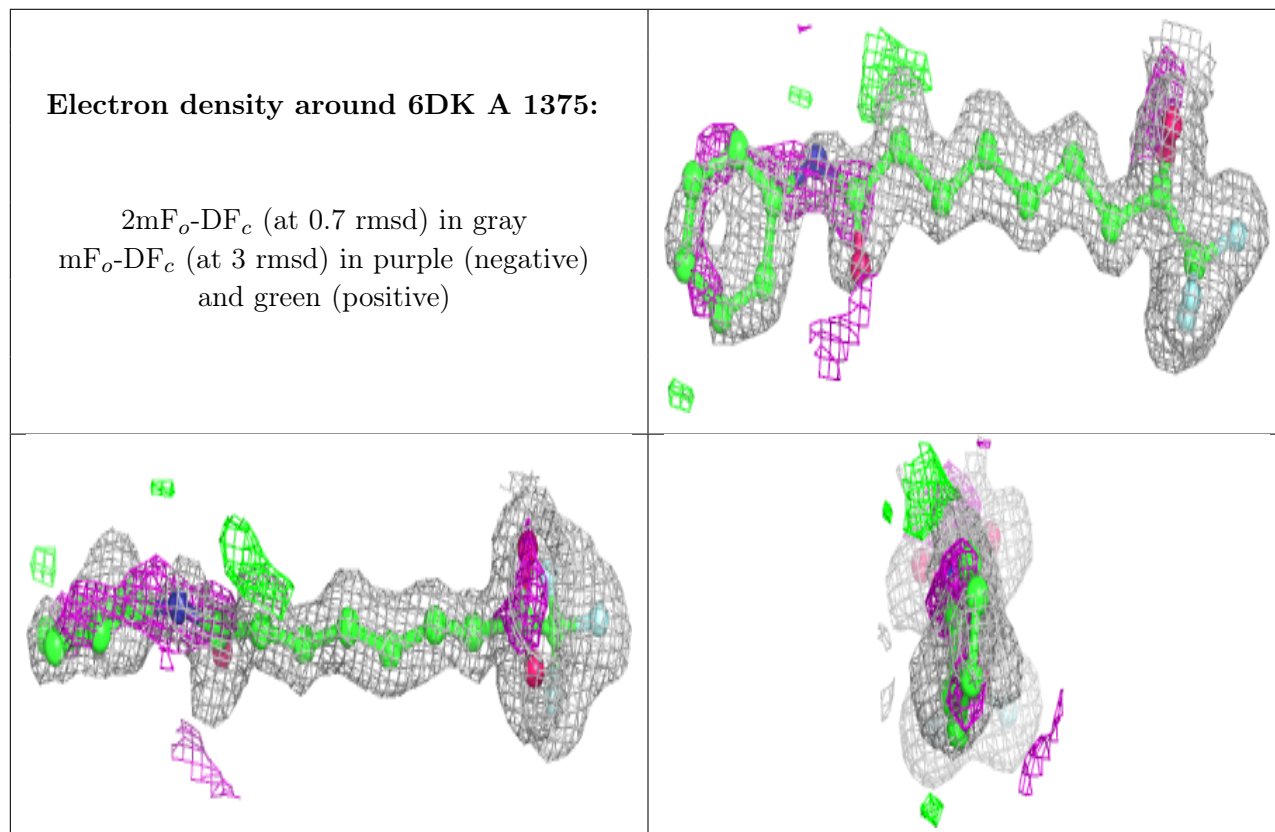 Electron density around 6DK A 1375:
2mFₒ-DF𝒸 (at 0.7 rmsd) in gray
mFₒ-DF𝒸 (at 3 rmsd) in purple (negative)
and green (positive)